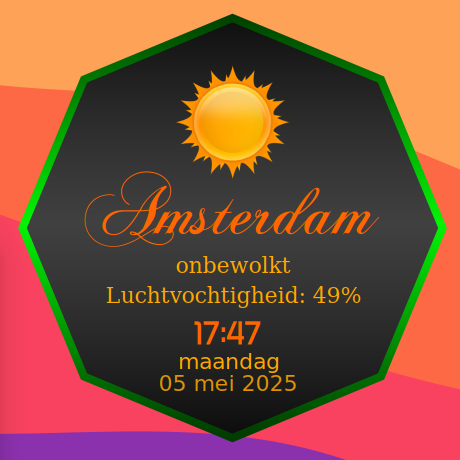 Amsterdam
onbewolkt
Luchtvochtigheid: 49%
17:47
maandag
05 mei 2025